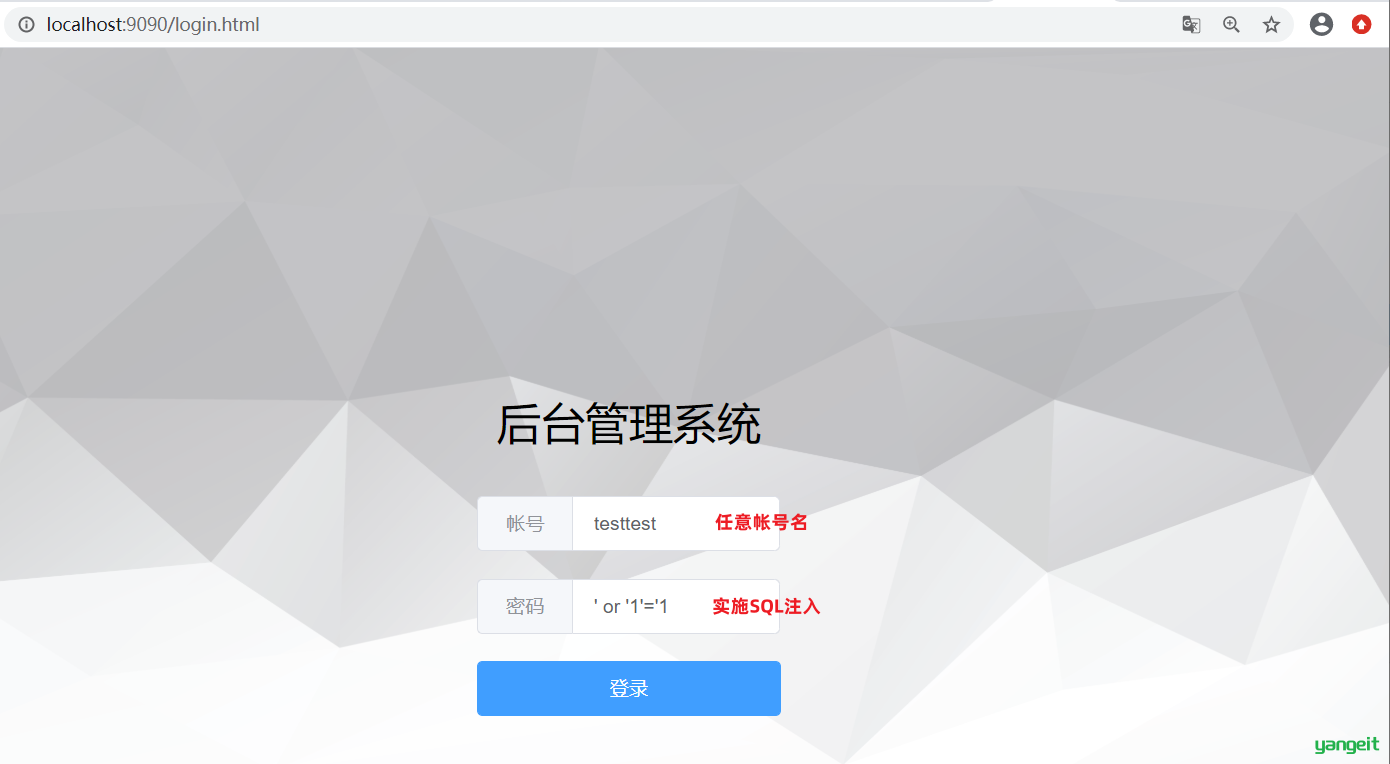 localhost:9090/login.html
后台管理系统
帐号 testtest 任意帐号名
密码 ' or '1'='1 实施SQL注入
登录
yangeit